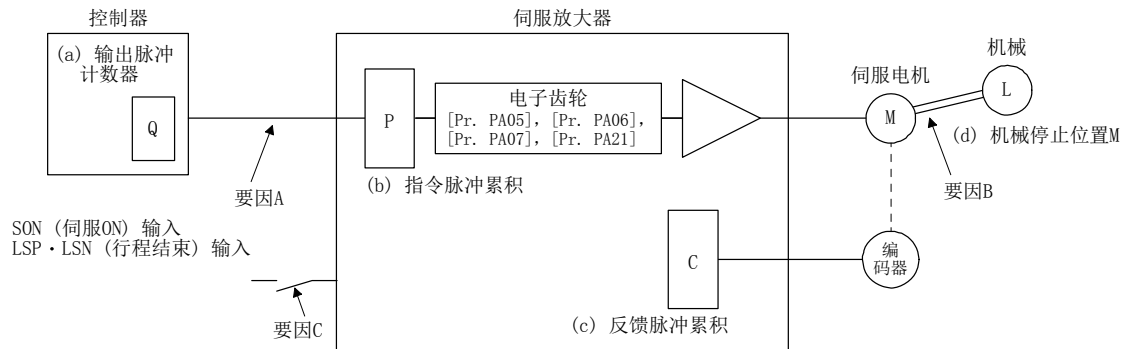 控制器
伺服放大器
(a) 输出脉冲
计数器
Q
P
电子齿轮
[Pr. PA05], [Pr. PA06],
[Pr. PA07], [Pr. PA21]
伺服电机
M
机械
L
(d) 机械停止位置M
要因A
(b) 指令脉冲累积
要因B
SON (伺服ON) 输入
LSP・LSN (行程结束) 输入
C
编
码器
要因C
(c) 反馈脉冲累积